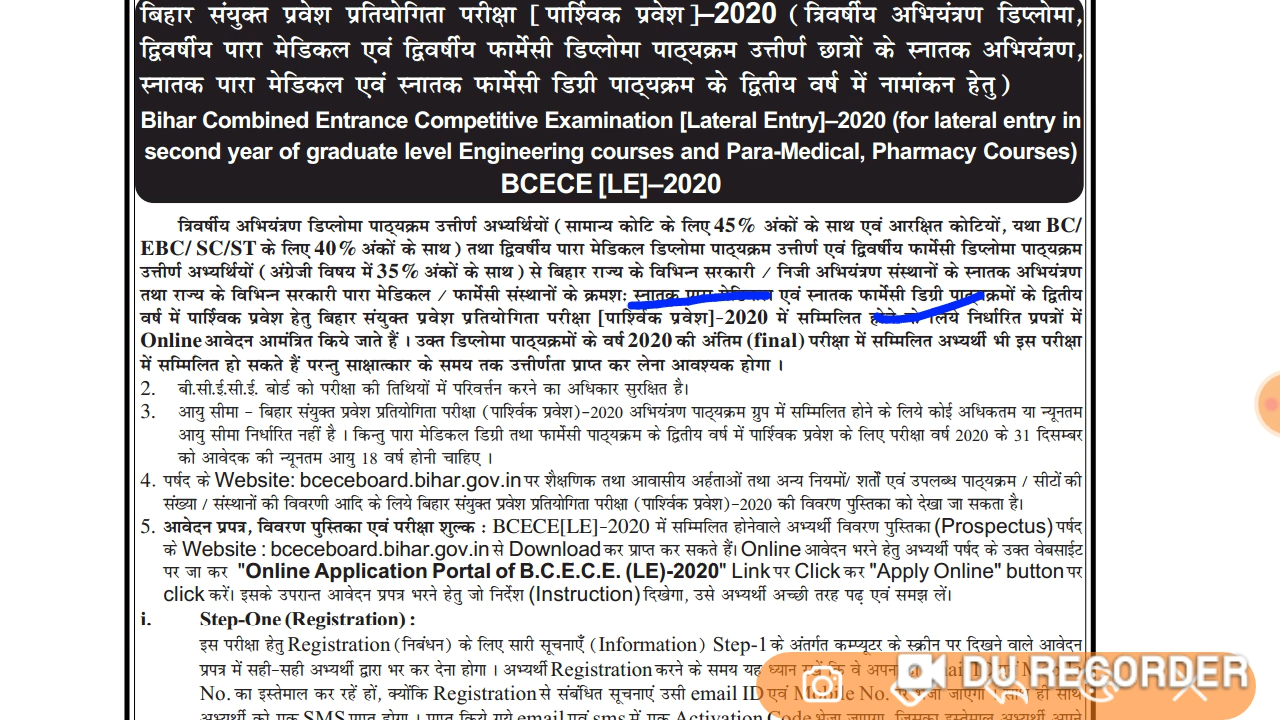 बिहार संयुक्त प्रवेश प्रतियोगिता परीक्षा [ पार्श्विक प्रवेश ]–2020 ( त्रिवर्षीय अभियंत्रण डिप्लोमा,
द्विवर्षीय पारा मेडिकल एवं द्विवर्षीय फार्मेसी डिप्लोमा पाठ्यक्रम उत्तीर्ण छात्रों के स्नातक अभियंत्रण,
स्नातक पारा मेडिकल एवं स्नातक फार्मेसी डिग्री पाठ्यक्रम के द्वितीय वर्ष में नामांकन हेतु )
Bihar Combined Entrance Competitive Examination [Lateral Entry]–2020 (for lateral entry in
second year of graduate level Engineering courses and Para-Medical, Pharmacy Courses)
BCECE [LE]–2020
त्रिवर्षीय अभियंत्रण डिप्लोमा पाठ्यक्रम उत्तीर्ण अभ्यर्थियों ( सामान्य कोटि के लिए 45% अंकों के साथ एवं आरक्षित कोटियों, यथा BC/
EBC/ SC/ST के लिए 40% अंकों के साथ ) तथा द्विवर्षीय पारा मेडिकल डिप्लोमा पाठ्यक्रम उत्तीर्ण एवं द्विवर्षीय फार्मेसी डिप्लोमा पाठ्यक्रम
उत्तीर्ण अभ्यर्थियों ( अंग्रेजी विषय में 35% अंकों के साथ ) से बिहार राज्य के विभिन्न सरकारी / निजी अभियंत्रण संस्थानों के स्नातक अभियंत्रण
तथा राज्य के विभिन्न सरकारी पारा मेडिकल / फार्मेसी संस्थानों के क्रमशः स्नातक पारा मेडिकल एवं स्नातक फार्मेसी डिग्री पाठ्यक्रमों के द्वितीय
वर्ष में पार्श्विक प्रवेश हेतु बिहार संयुक्त प्रवेश प्रतियोगिता परीक्षा [पार्श्विक प्रवेश]-2020 में सम्मिलित होने के लिये निर्धारित प्रपत्रों में
Online आवेदन आमंत्रित किये जाते हैं । उक्त डिप्लोमा पाठ्यक्रमों के वर्ष 2020 की अंतिम (final) परीक्षा में सम्मिलित अभ्यर्थी भी इस परीक्षा
में सम्मिलित हो सकते हैं परन्तु साक्षात्कार के समय तक उत्तीर्णता प्राप्त कर लेना आवश्यक होगा ।
2. बी.सी.ई.सी.ई. बोर्ड को परीक्षा की तिथियों में परिवर्त्तन करने का अधिकार सुरक्षित है।
3. आयु सीमा – बिहार संयुक्त प्रवेश प्रतियोगिता परीक्षा (पार्श्विक प्रवेश)-2020 अभियंत्रण पाठ्यक्रम ग्रुप में सम्मिलित होने के लिये कोई अधिकतम या न्यूनतम
आयु सीमा निर्धारित नहीं है । किन्तु पारा मेडिकल डिग्री तथा फार्मेसी पाठ्यक्रम के द्वितीय वर्ष में पार्श्विक प्रवेश के लिए परीक्षा वर्ष 2020 के 31 दिसम्बर
को आवेदक की न्यूनतम आयु 18 वर्ष होनी चाहिए ।
4. पर्षद के Website: bceceboard.bihar.gov.in पर शैक्षणिक तथा आवासीय अर्हताओं तथा अन्य नियमों/ शर्तों एवं उपलब्ध पाठ्यक्रम / सीटों की
संख्या / संस्थानों की विवरणी आदि के लिये बिहार संयुक्त प्रवेश प्रतियोगिता परीक्षा (पार्श्विक प्रवेश)-2020 की विवरण पुस्तिका को देखा जा सकता है।
5. आवेदन प्रपत्र, विवरण पुस्तिका एवं परीक्षा शुल्क : BCECE[LE]-2020 में सम्मिलित होनेवाले अभ्यर्थी विवरण पुस्तिका (Prospectus) पर्षद
के Website : bceceboard.bihar.gov.in से Download कर प्राप्त कर सकते हैं। Online आवेदन भरने हेतु अभ्यर्थी पर्षद के उक्त वेबसाईट
पर जा कर "Online Application Portal of B.C.E.C.E. (LE)-2020" Link पर Click कर "Apply Online" button पर
click करें। इसके उपरान्त आवेदन प्रपत्र भरने हेतु जो निर्देश (Instruction) दिखेगा, उसे अभ्यर्थी अच्छी तरह पढ़ एवं समझ लें।
i. Step-One (Registration) :
इस परीक्षा हेतु Registration (निबंधन) के लिए सारी सूचनाएँ (Information) Step-1 के अंतर्गत कम्प्यूटर के स्क्रीन पर दिखने वाले आवेदन
प्रपत्र में सही-सही अभ्यर्थी द्वारा भर कर देना होगा । अभ्यर्थी Registration करने के समय यह ध्यान रखें कि वे अपना
No. का इस्तेमाल कर रहें हों, क्योंकि Registration से संबंधित सूचनाएं उसी email ID एवं Mobile No. पर
DU RECORDER